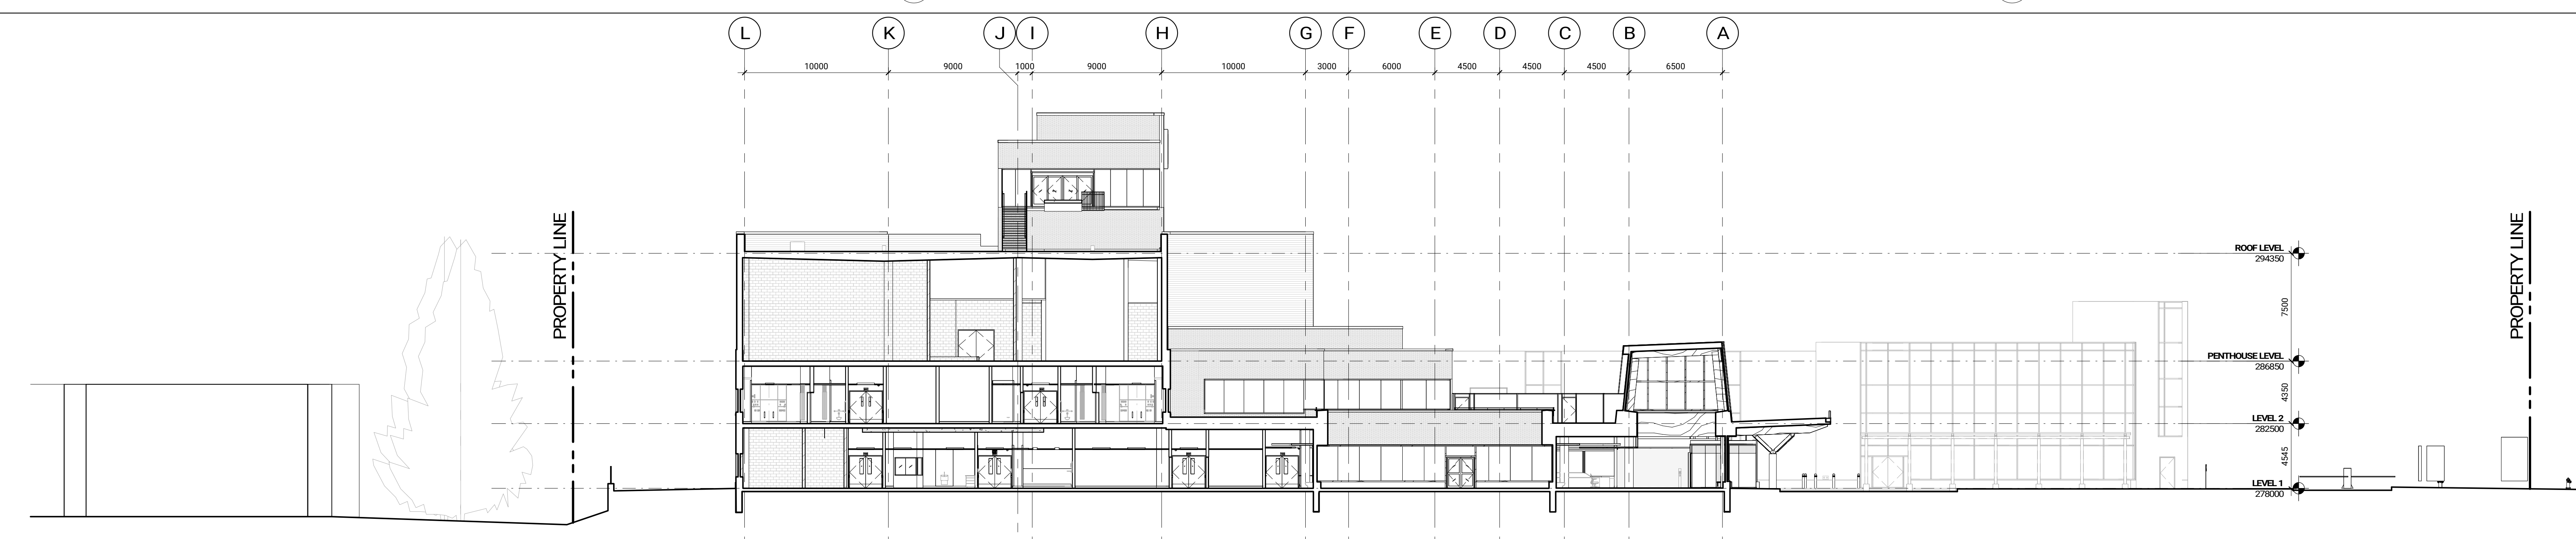 L K J I H G F E D C B A
10000 9000 1000 9000 10000 3000 6000 4500 4500 4500 6500
PROPERTY LINE
PROPERTY LINE
ROOF LEVEL
294350
7500
PENTHOUSE LEVEL
286850
4350
LEVEL 2
282500
4545
LEVEL 1
278000